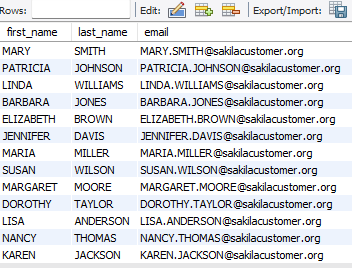 Rows: Edit: Export/Import:
first_name last_name email
MARY SMITH MARY.SMITH@sakilacustomer.org
PATRICIA JOHNSON PATRICIA.JOHNSON@sakilacustomer.org
LINDA WILLIAMS LINDA.WILLIAMS@sakilacustomer.org
BARBARA JONES BARBARA.JONES@sakilacustomer.org
ELIZABETH BROWN ELIZABETH.BROWN@sakilacustomer.org
JENNIFER DAVIS JENNIFER.DAVIS@sakilacustomer.org
MARIA MILLER MARIA.MILLER@sakilacustomer.org
SUSAN WILSON SUSAN.WILSON@sakilacustomer.org
MARGARET MOORE MARGARET.MOORE@sakilacustomer.org
DOROTHY TAYLOR DOROTHY.TAYLOR@sakilacustomer.org
LISA ANDERSON LISA.ANDERSON@sakilacustomer.org
NANCY THOMAS NANCY.THOMAS@sakilacustomer.org
KAREN JACKSON KAREN.JACKSON@sakilacustomer.org